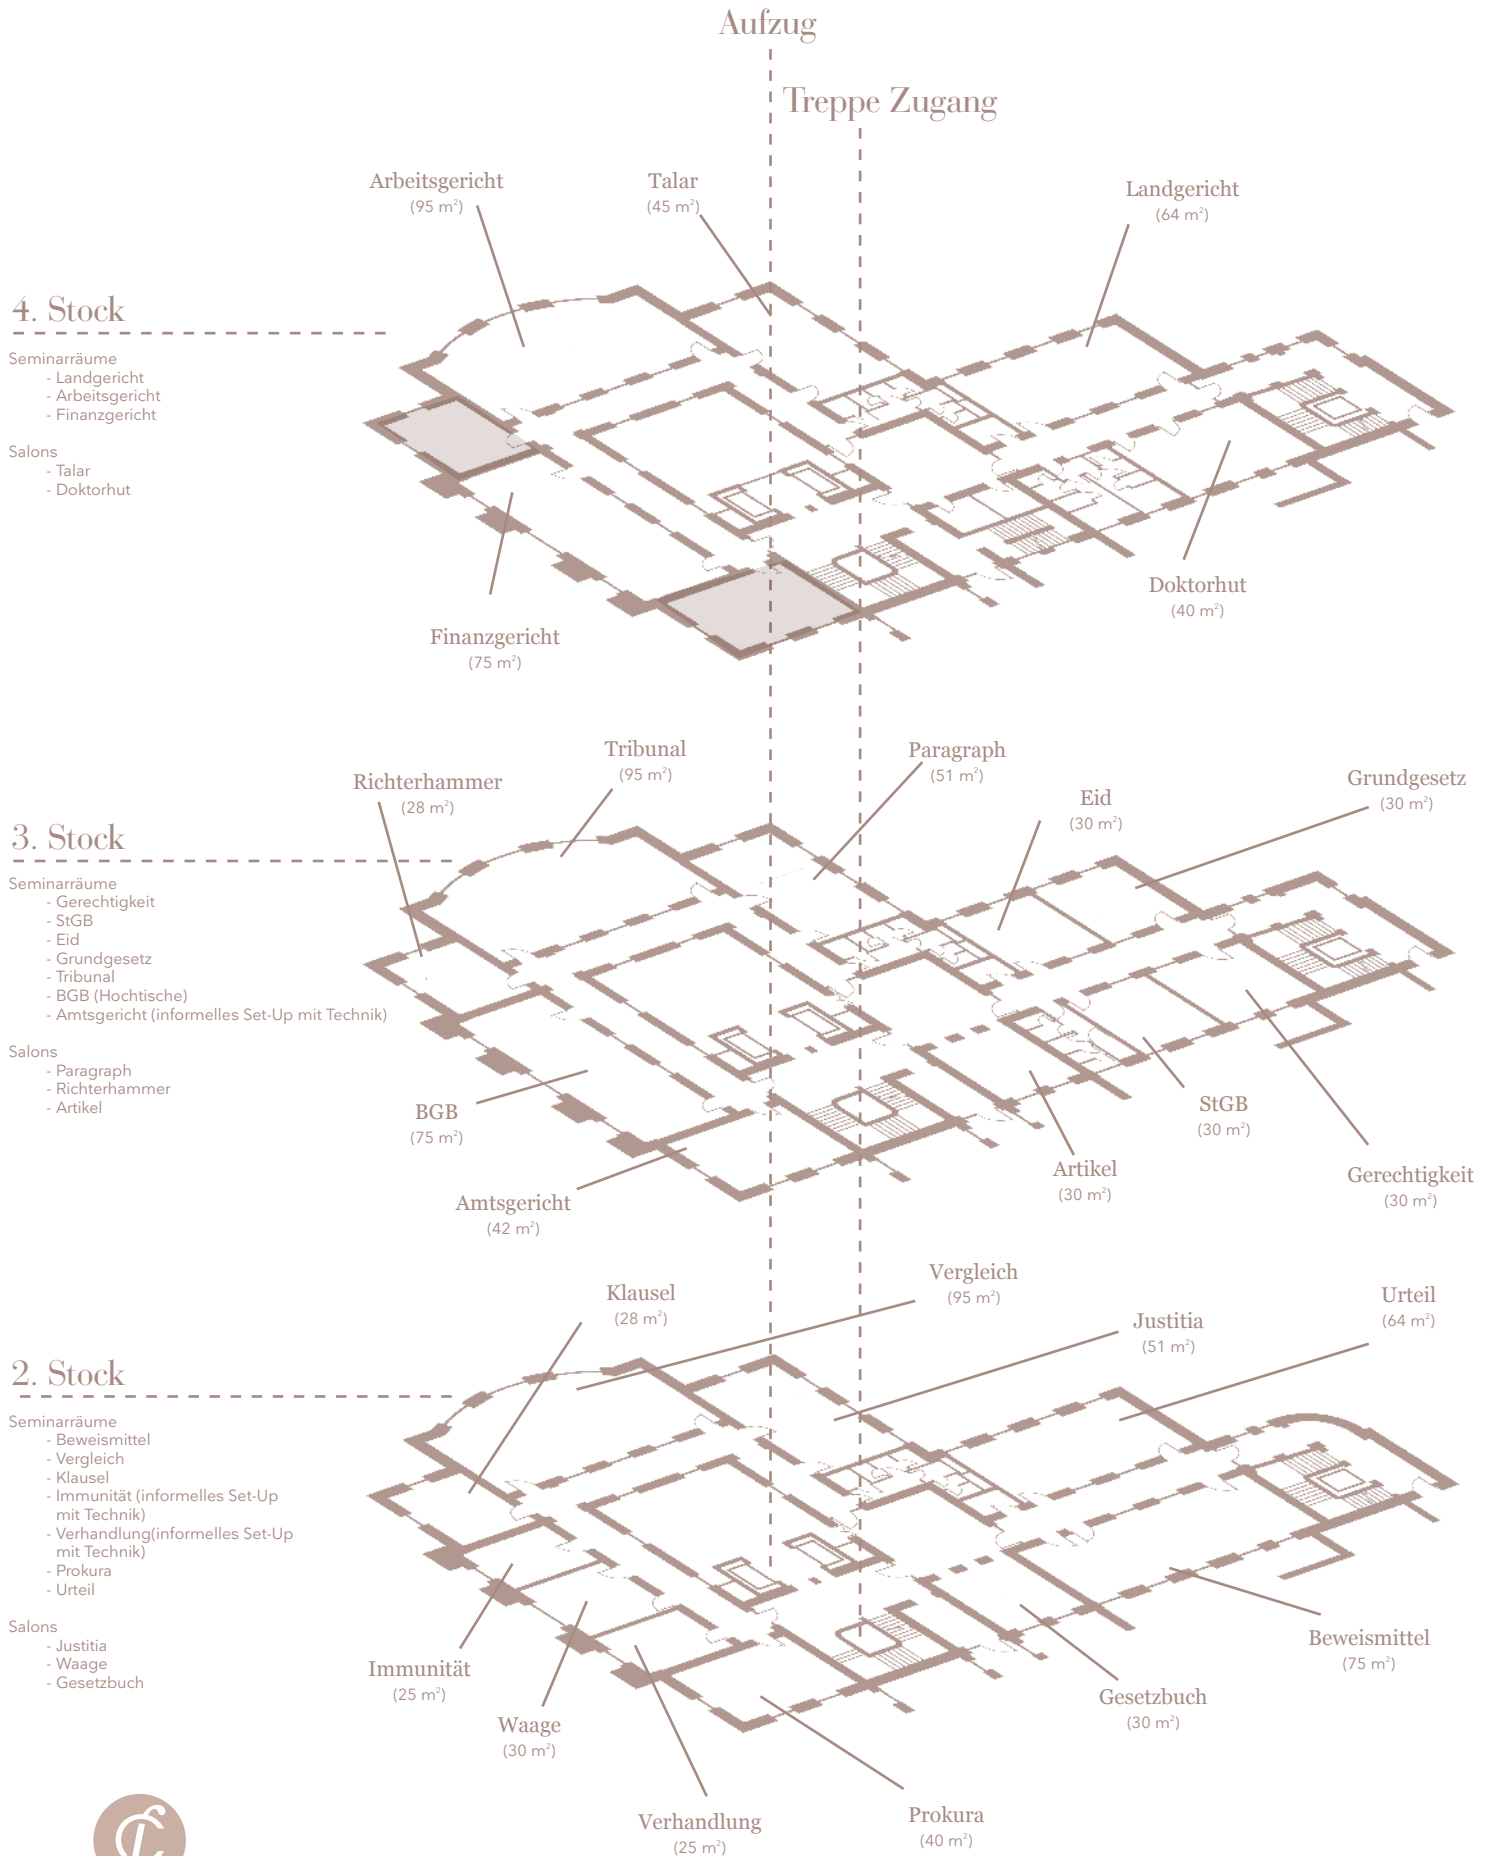 Aufzug
Treppe Zugang
Arbeitsgericht
(95 m²)
Talar
(45 m²)
Landgericht
(64 m²)
4. Stock
Seminarräume
- Landgericht
- Arbeitsgericht
- Finanzgericht
Salons
- Talar
- Doktorhut
Doktorhut
(40 m²)
Finanzgericht
(75 m²)
Richterhammer
(28 m²)
Tribunal
(95 m²)
Paragraph
(51 m²)
Eid
(30 m²)
Grundgesetz
(30 m²)
3. Stock
Seminarräume
- Gerechtigkeit
- StGB
- Eid
- Grundgesetz
- Tribunal
- BGB (Hochtische)
- Amtsgericht (informelles Set-Up mit Technik)
Salons
- Paragraph
- Richterhammer
- Artikel
BGB
(75 m²)
Amtsgericht
(42 m²)
Artikel
(30 m²)
StGB
(30 m²)
Gerechtigkeit
(30 m²)
Klausel
(28 m²)
Vergleich
(95 m²)
Justitia
(51 m²)
Urteil
(64 m²)
2. Stock
Seminarräume
- Beweismittel
- Vergleich
- Klausel
- Immunität (informelles Set-Up
mit Technik)
- Verhandlung(informelles Set-Up
mit Technik)
- Prokura
- Urteil
Salons
- Justitia
- Waage
- Gesetzbuch
Immunität
(25 m²)
Waage
(30 m²)
Verhandlung
(25 m²)
Prokura
(40 m²)
Gesetzbuch
(30 m²)
Beweismittel
(75 m²)